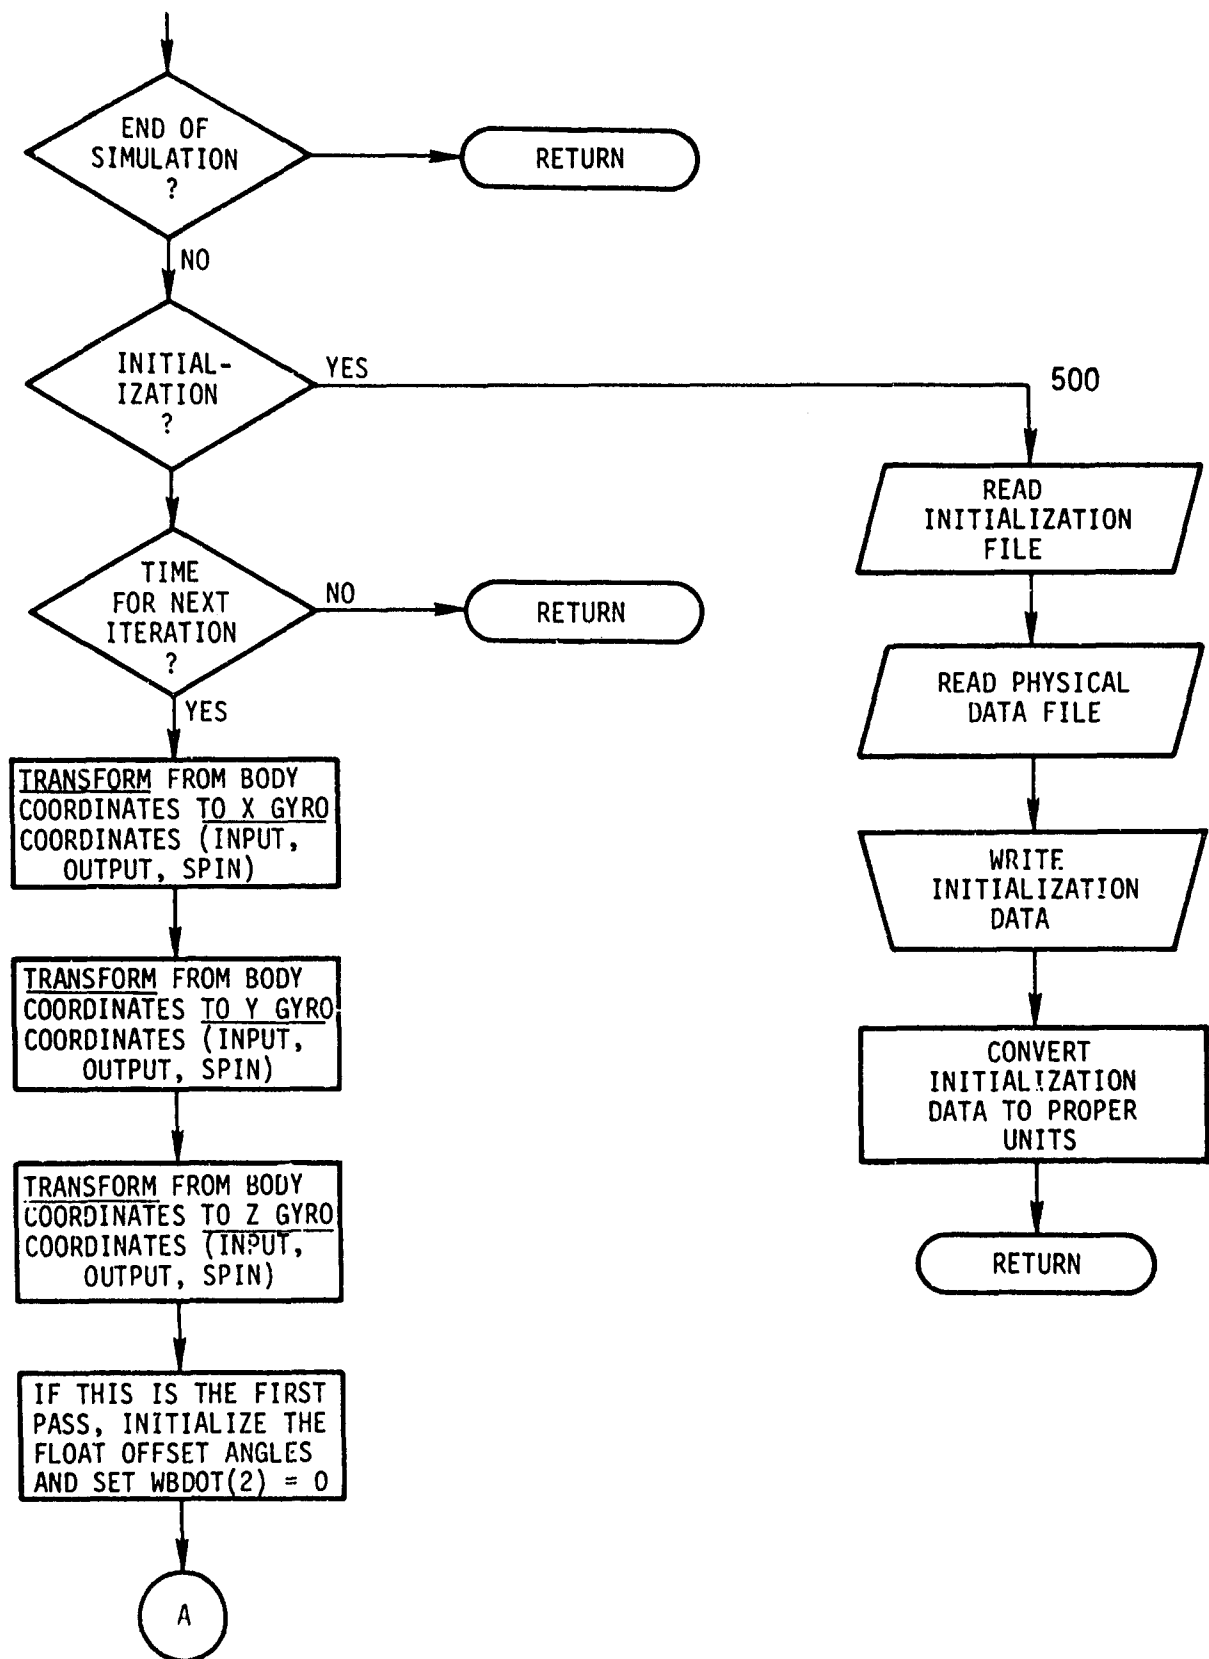 END OF
SIMULATION
?
RETURN
NO
INITIAL-
IZATION
?
YES
500
TIME
FOR NEXT
ITERATION
?
NO
RETURN
YES
TRANSFORM FROM BODY
COORDINATES TO X GYRO
COORDINATES (INPUT,
OUTPUT, SPIN)
TRANSFORM FROM BODY
COORDINATES TO Y GYRO
COORDINATES (INPUT,
OUTPUT, SPIN)
TRANSFORM FROM BODY
COORDINATES TO Z GYRO
COORDINATES (INPUT,
OUTPUT, SPIN)
IF THIS IS THE FIRST
PASS, INITIALIZE THE
FLOAT OFFSET ANGLES
AND SET WBDOT(2) = 0
A
READ
INITIALIZATION
FILE
READ PHYSICAL
DATA FILE
WRITE
INITIALIZATION
DATA
CONVERT
INITIALIZATION
DATA TO PROPER
UNITS
RETURN